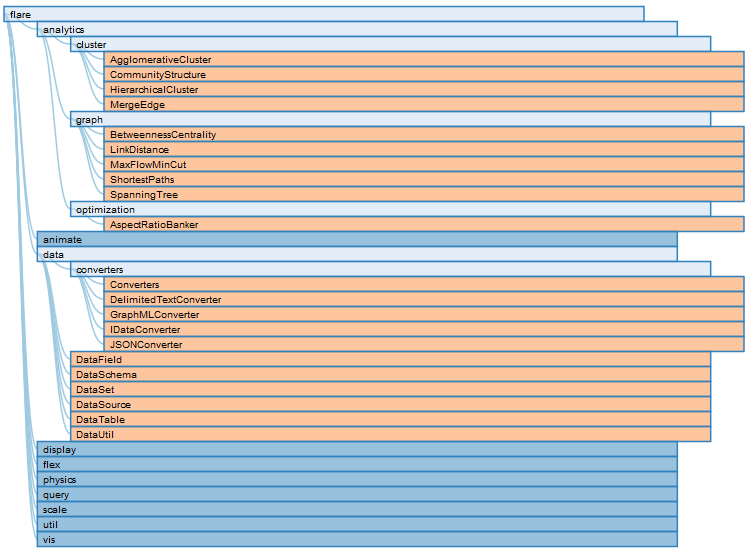 flare
analytics
cluster
AgglomerativeCluster
CommunityStructure
HierarchicalCluster
MergeEdge
graph
BetweennessCentrality
LinkDistance
MaxFlowMinCut
ShortestPaths
SpanningTree
optimization
AspectRatioBanker
animate
data
converters
Converters
DelimitedTextConverter
GraphMLConverter
IDataConverter
JSONConverter
DataField
DataSchema
DataSet
DataSource
DataTable
DataUtil
display
flex
physics
query
scale
util
vis